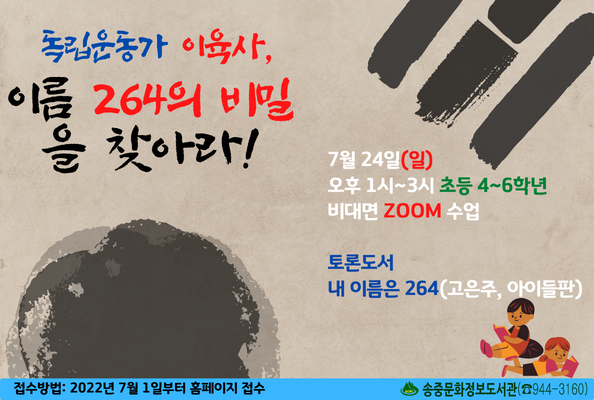 독립운동가 이육사,
이름 264의 비밀
을 찾아라!
7월 24일(일)
오후 1시~3시 초등 4~6학년
비대면 ZOOM 수업
토론도서
내 이름은 264(고은주, 아이들판)
접수방법: 2022년 7월 1일부터 홈페이지 접수
송중문화정보도서관(☎944-3160)